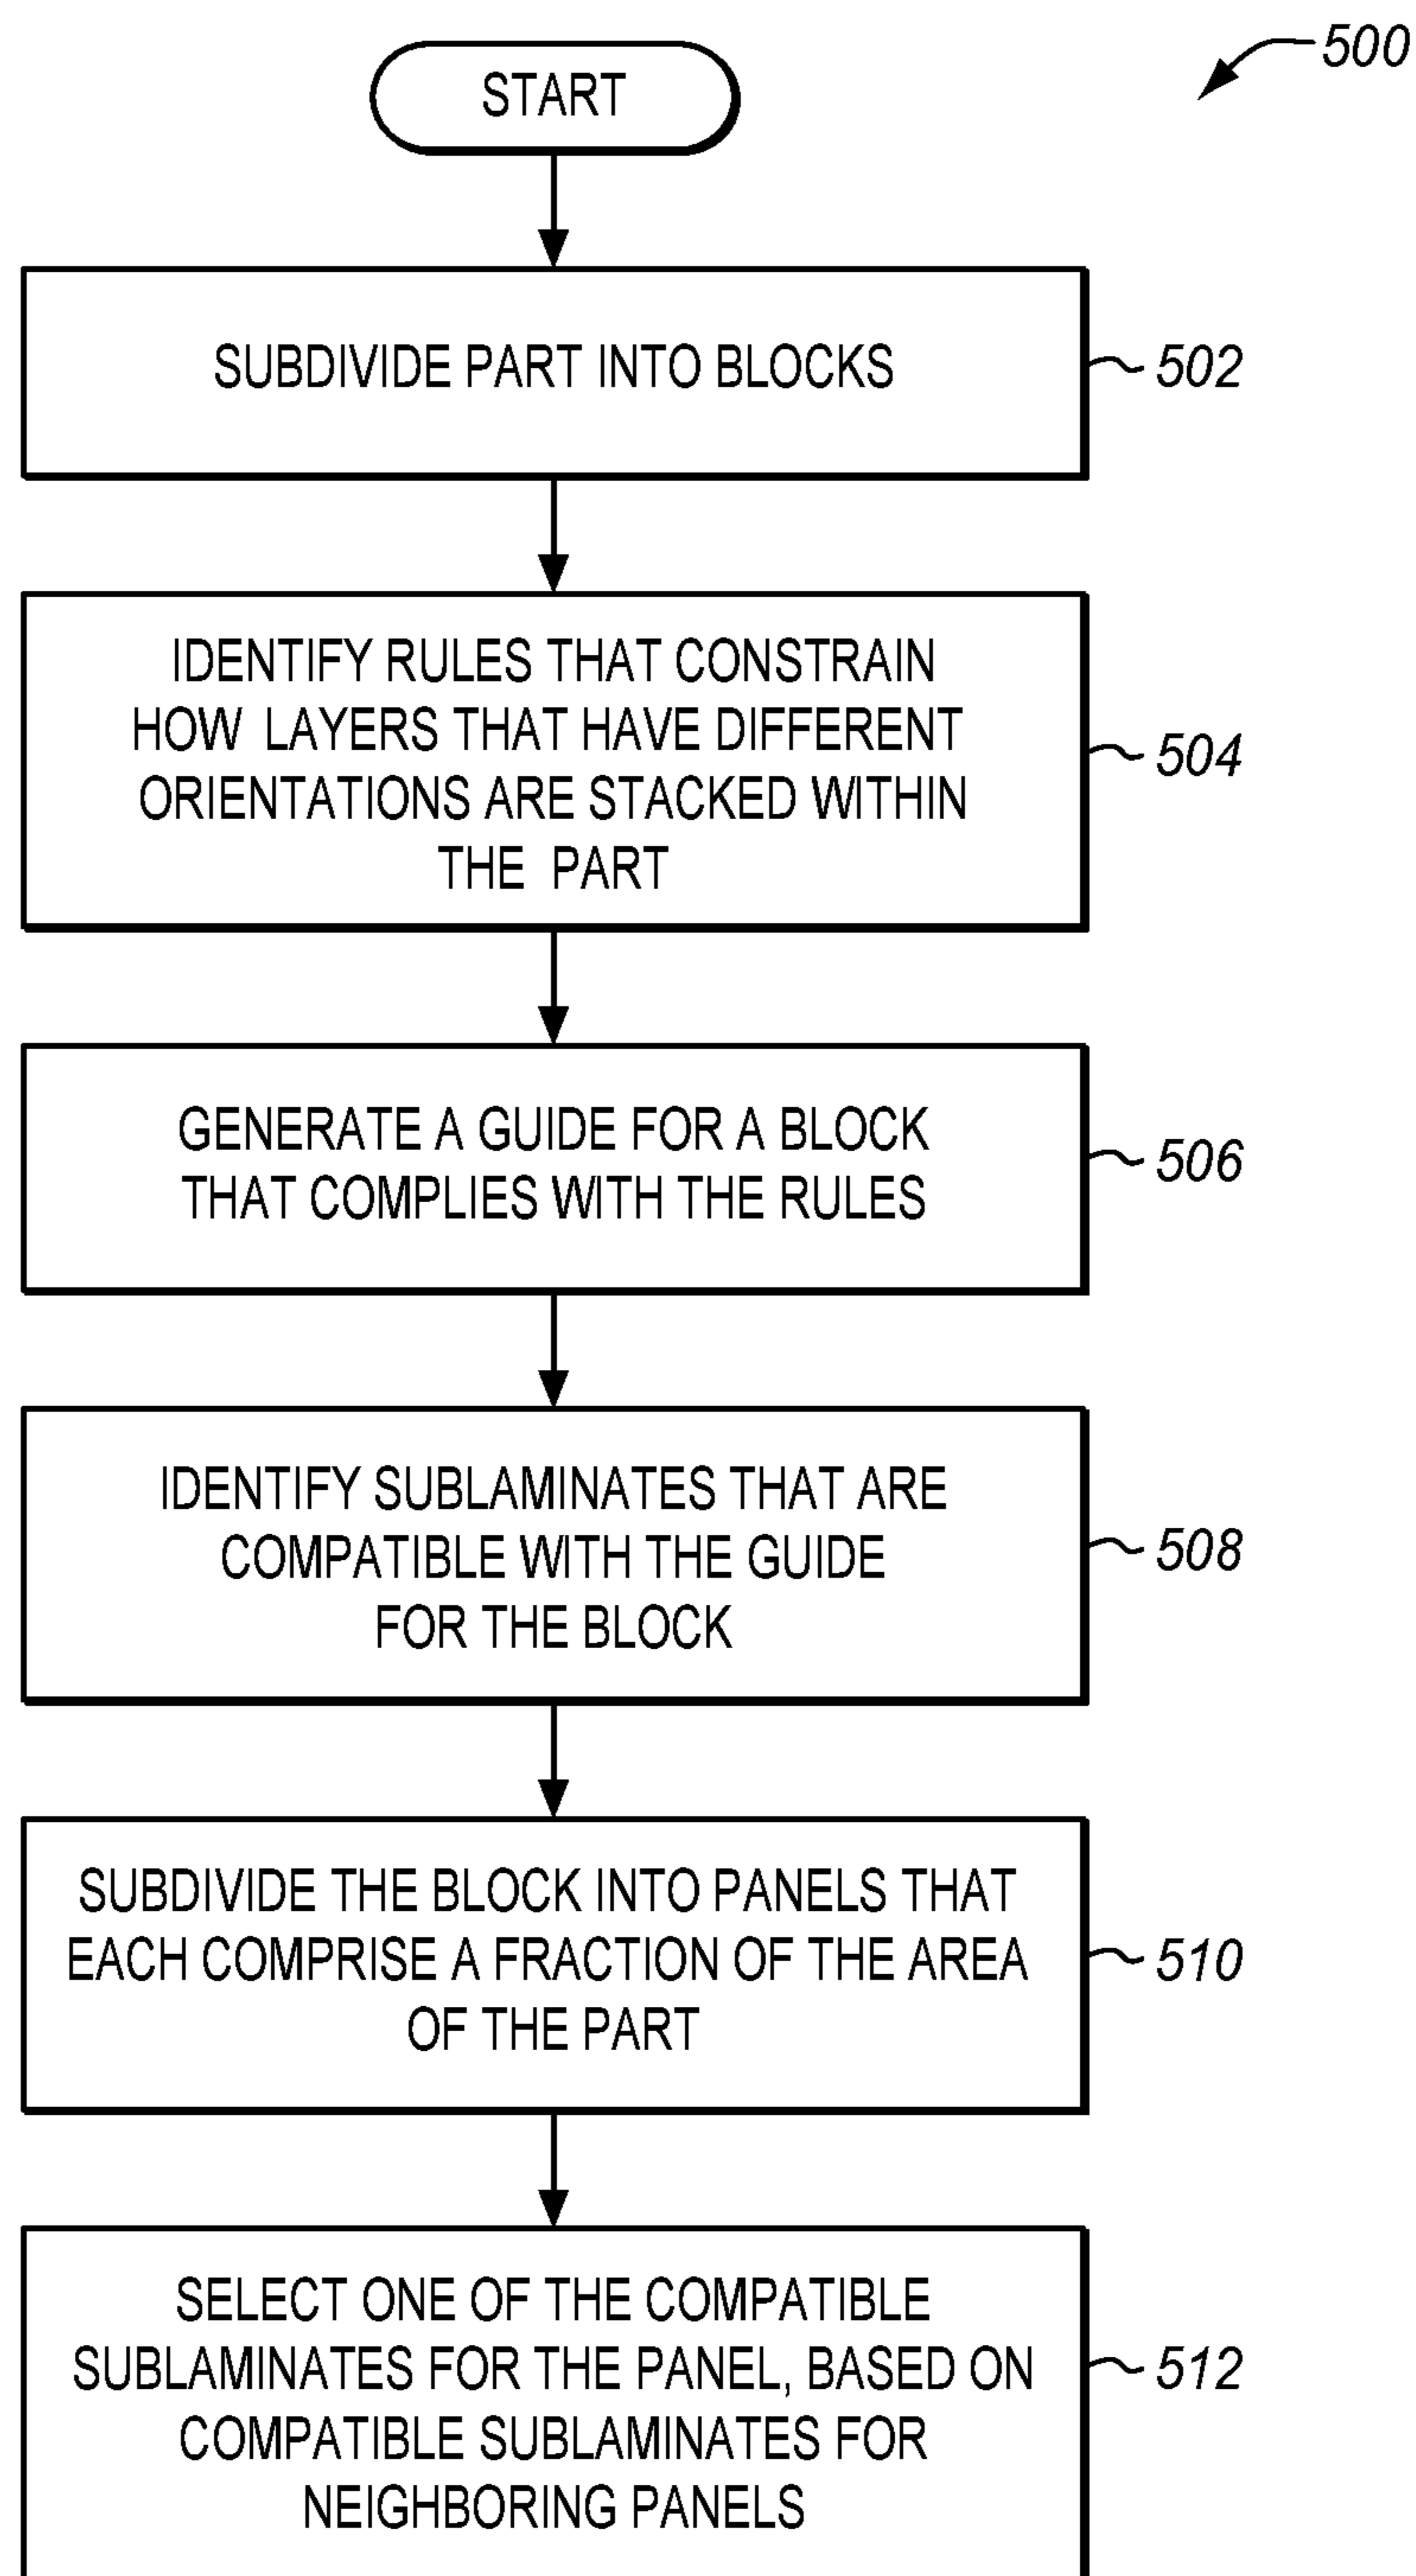 500
START
SUBDIVIDE PART INTO BLOCKS
502
IDENTIFY RULES THAT CONSTRAIN
HOW LAYERS THAT HAVE DIFFERENT
ORIENTATIONS ARE STACKED WITHIN
THE PART
504
GENERATE A GUIDE FOR A BLOCK
THAT COMPLIES WITH THE RULES
506
IDENTIFY SUBLAMINATES THAT ARE
COMPATIBLE WITH THE GUIDE
FOR THE BLOCK
508
SUBDIVIDE THE BLOCK INTO PANELS THAT
EACH COMPRISE A FRACTION OF THE AREA
OF THE PART
510
SELECT ONE OF THE COMPATIBLE
SUBLAMINATES FOR THE PANEL, BASED ON
COMPATIBLE SUBLAMINATES FOR
NEIGHBORING PANELS
512